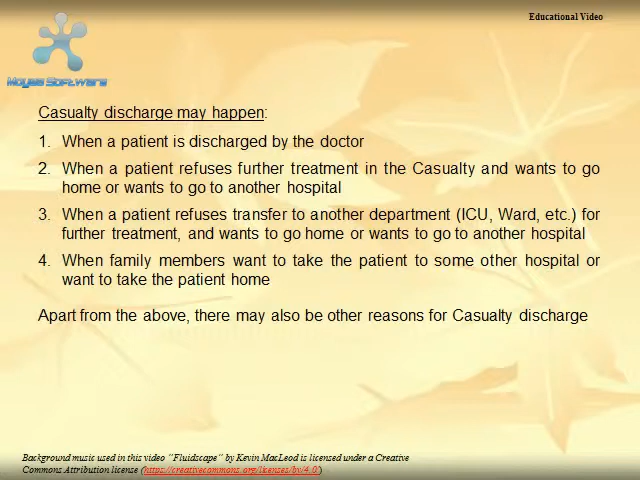 Educational Video
Moyae Software
Casualty discharge may happen:
1. When a patient is discharged by the doctor
2. When a patient refuses further treatment in the Casualty and wants to go
home or wants to go to another hospital
3. When a patient refuses transfer to another department (ICU, Ward, etc.) for
further treatment, and wants to go home or wants to go to another hospital
4. When family members want to take the patient to some other hospital or
want to take the patient home
Apart from the above, there may also be other reasons for Casualty discharge
Background music used in this video "Fluidscape" by Kevin MacLeod is licensed under a Creative
Commons Attribution license (https://creativecommons.org/licenses/by/4.0/)